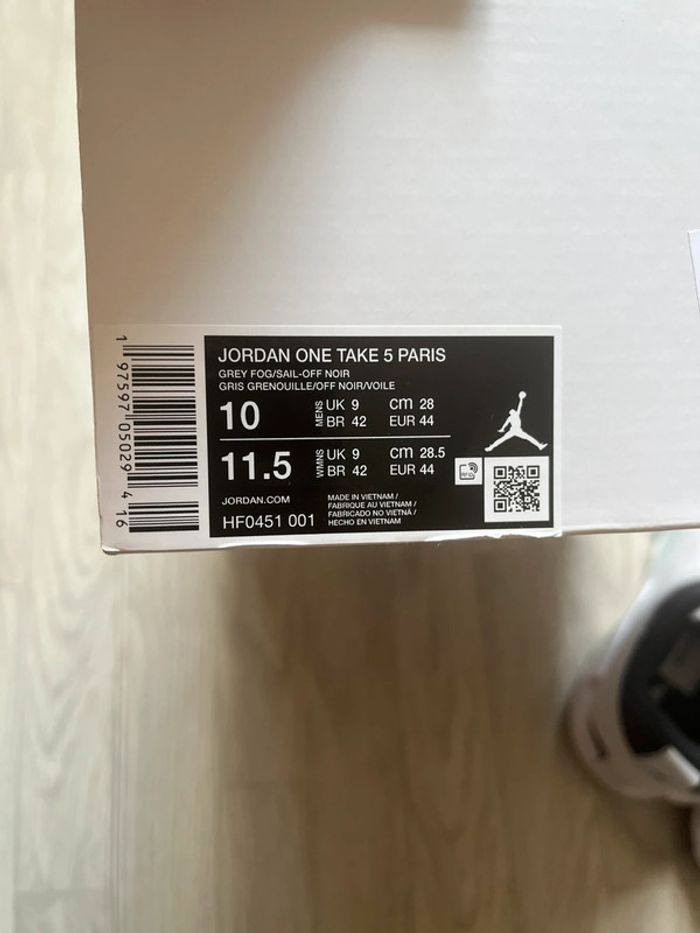 JORDAN ONE TAKE 5 PARIS
GREY FOG/SAIL-OFF NOIR
GRIS GRENOUILLE/OFF NOIR/VOILE
10 MENS UK 9 cm 28
BR 42 EUR 44
11.5 WMNS UK 9 cm 28.5
BR 42 EUR 44
JORDAN.COM
HF0451 001
MADE IN VIETNAM /
FABRIQUE AU VIETNAM /
FABRICADO NO VIETNÃ /
HECHO EN VIETNAM
1 97597 05029 4 16